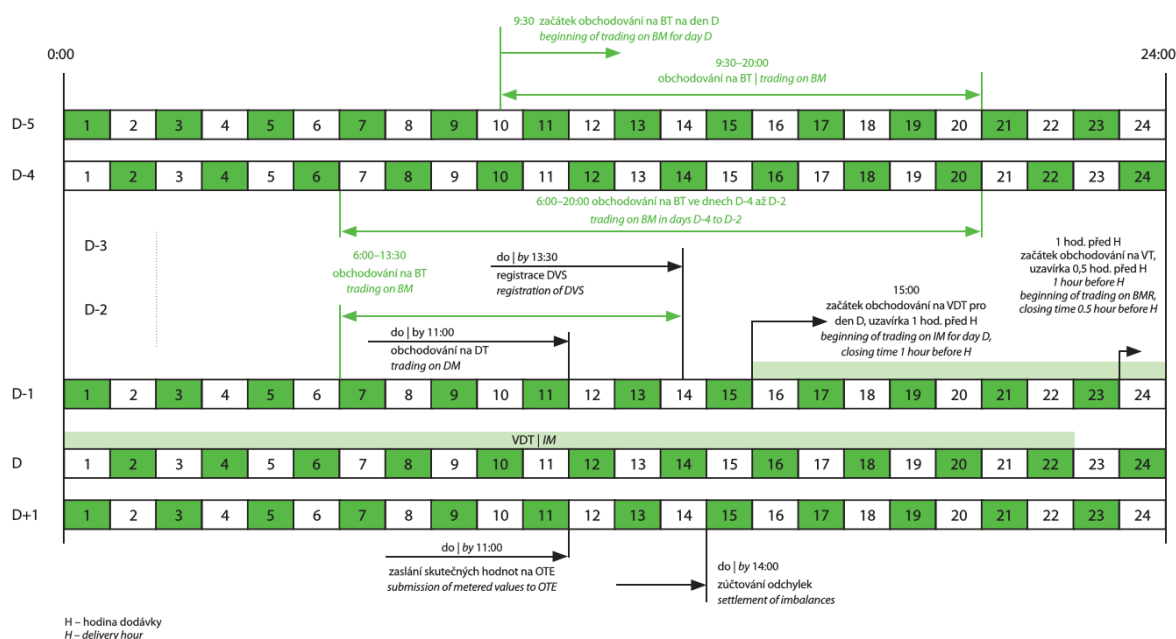 9:30 začátek obchodování na BT na den D
beginning of trading on BM for day D
0:00
24:00
9:30–20:00
obchodování na BT | trading on BM
D-5 1 2 3 4 5 6 7 8 9 10 11 12 13 14 15 16 17 18 19 20 21 22 23 24
D-4 1 2 3 4 5 6 7 8 9 10 11 12 13 14 15 16 17 18 19 20 21 22 23 24
6:00–20:00 obchodování na BT ve dnech D-4 až D-2
trading on BM in days D-4 to D-2
D-3
D-2
6:00–13:30
obchodování na BT
trading on BM
do | by 13:30
registrace DVS
registration of DVS
do | by 11:00
obchodování na DT
trading on DM
15:00
začátek obchodování na VDT pro
den D, uzavírka 1 hod. před H
beginning of trading on IM for day D,
closing time 1 hour before H
1 hod. před H
začátek obchodování na VT,
uzavírka 0,5 hod. před H
1 hour before H
beginning of trading on BMR,
closing time 0.5 hour before H
D-1 1 2 3 4 5 6 7 8 9 10 11 12 13 14 15 16 17 18 19 20 21 22 23 24
VDT | IM
D 1 2 3 4 5 6 7 8 9 10 11 12 13 14 15 16 17 18 19 20 21 22 23 24
D+1 1 2 3 4 5 6 7 8 9 10 11 12 13 14 15 16 17 18 19 20 21 22 23 24
do | by 11:00
zaslání skutečných hodnot na OTE
submission of metered values to OTE
do | by 14:00
zúčtování odchylek
settlement of imbalances
H – hodina dodávky
H – delivery hour